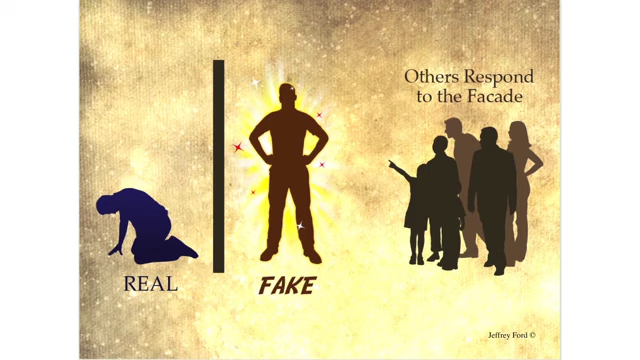 Others Respond
to the Facade
REAL
FAKE
Jeffrey Ford ©